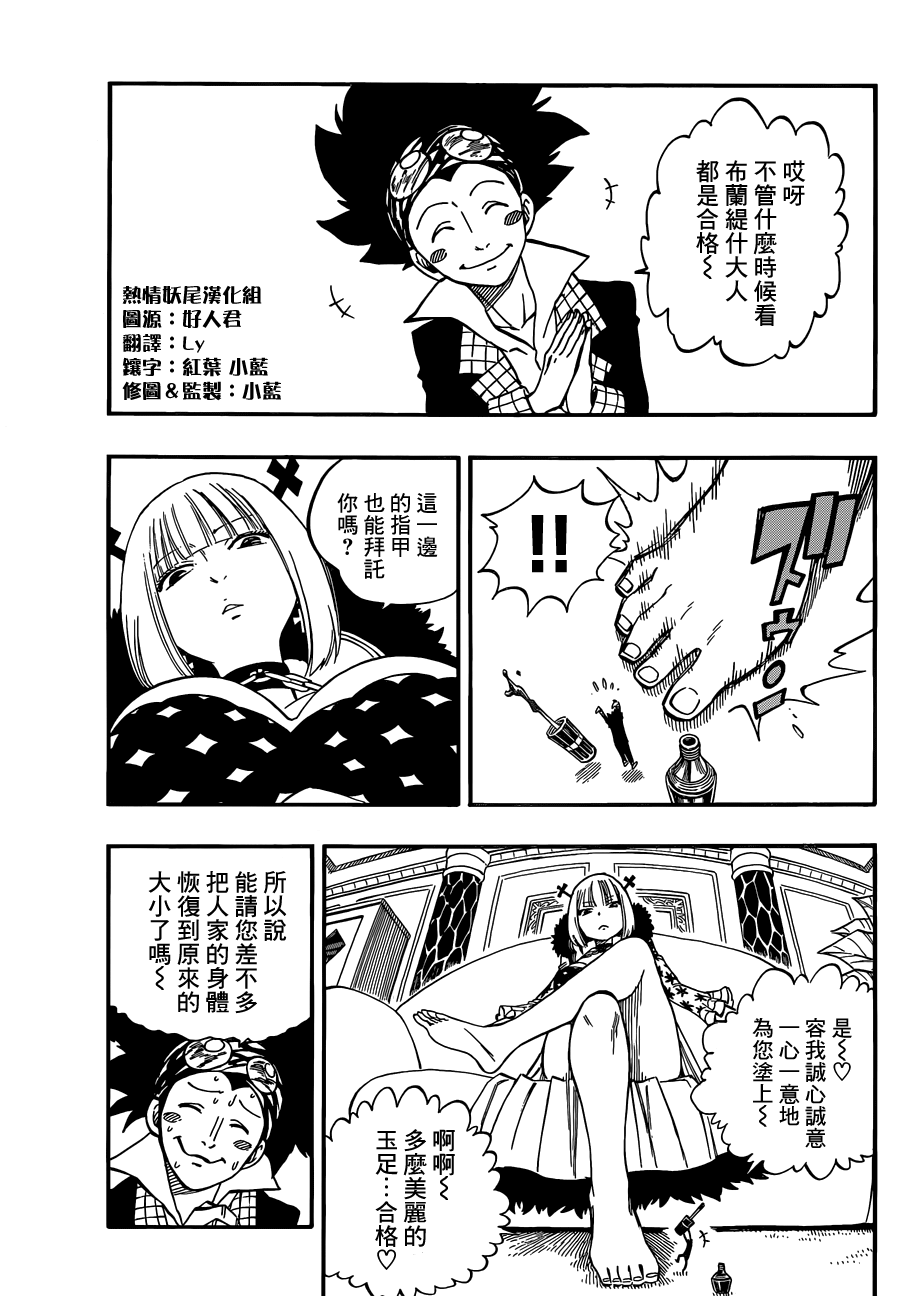 哎呀
不管什麼時候看
布蘭緹什大人
都是合格～
熱情妖尾漢化組
圖源：好人君
翻譯：Ly
鑲字：紅葉 小藍
修圖＆監製：小藍
!!
ズゥン
這一邊
的指甲
也能拜託
你嗎？
是～♡
容我誠心誠意
一心一意地
為您塗上～
啊啊～
多麼美麗的
玉足…合格♡
所以說
能請您差不多
把人家的身體
恢復到原來的
大小了嗎～